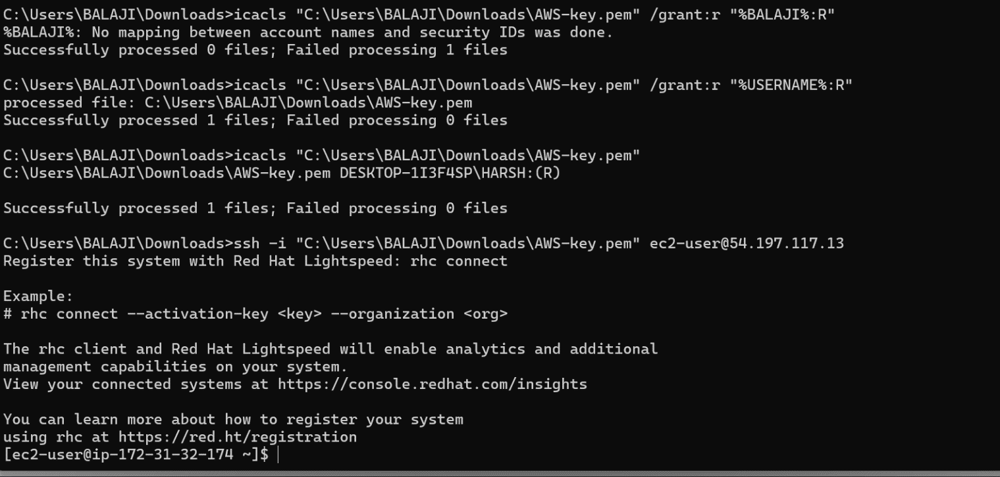 C:\Users\BALAJI\Downloads>icacls "C:\Users\BALAJI\Downloads\AWS-key.pem" /grant:r "%BALAJI%:R"
%BALAJI%: No mapping between account names and security IDs was done.
Successfully processed 0 files; Failed processing 1 files
C:\Users\BALAJI\Downloads>icacls "C:\Users\BALAJI\Downloads\AWS-key.pem" /grant:r "%USERNAME%:R"
processed file: C:\Users\BALAJI\Downloads\AWS-key.pem
Successfully processed 1 files; Failed processing 0 files
C:\Users\BALAJI\Downloads>icacls "C:\Users\BALAJI\Downloads\AWS-key.pem"
C:\Users\BALAJI\Downloads\AWS-key.pem DESKTOP-1I3F4SP\HARSH:(R)
Successfully processed 1 files; Failed processing 0 files
C:\Users\BALAJI\Downloads>ssh -i "C:\Users\BALAJI\Downloads\AWS-key.pem" ec2-user@54.197.117.13
Register this system with Red Hat Lightspeed: rhc connect
Example:
# rhc connect --activation-key <key> --organization <org>
The rhc client and Red Hat Lightspeed will enable analytics and additional
management capabilities on your system.
View your connected systems at https://console.redhat.com/insights
You can learn more about how to register your system
using rhc at https://red.ht/registration
[ec2-user@ip-172-31-32-174 ~]$